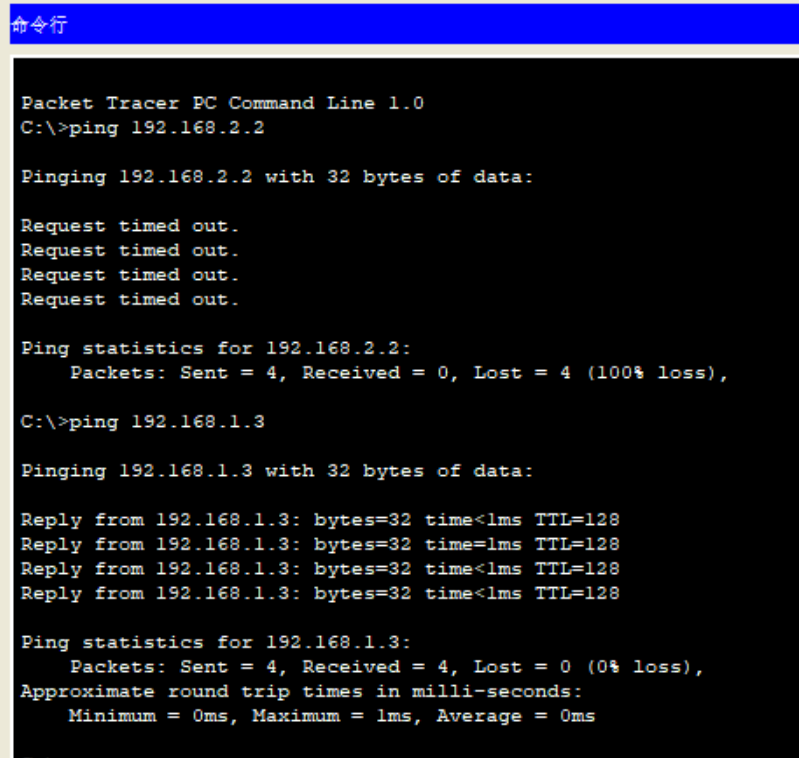 命令行
Packet Tracer PC Command Line 1.0
C:\>ping 192.168.2.2
Pinging 192.168.2.2 with 32 bytes of data:
Request timed out.
Request timed out.
Request timed out.
Request timed out.
Ping statistics for 192.168.2.2:
Packets: Sent = 4, Received = 0, Lost = 4 (100% loss),
C:\>ping 192.168.1.3
Pinging 192.168.1.3 with 32 bytes of data:
Reply from 192.168.1.3: bytes=32 time<1ms TTL=128
Reply from 192.168.1.3: bytes=32 time=1ms TTL=128
Reply from 192.168.1.3: bytes=32 time<1ms TTL=128
Reply from 192.168.1.3: bytes=32 time<1ms TTL=128
Ping statistics for 192.168.1.3:
Packets: Sent = 4, Received = 4, Lost = 0 (0% loss),
Approximate round trip times in milli-seconds:
Minimum = 0ms, Maximum = 1ms, Average = 0ms